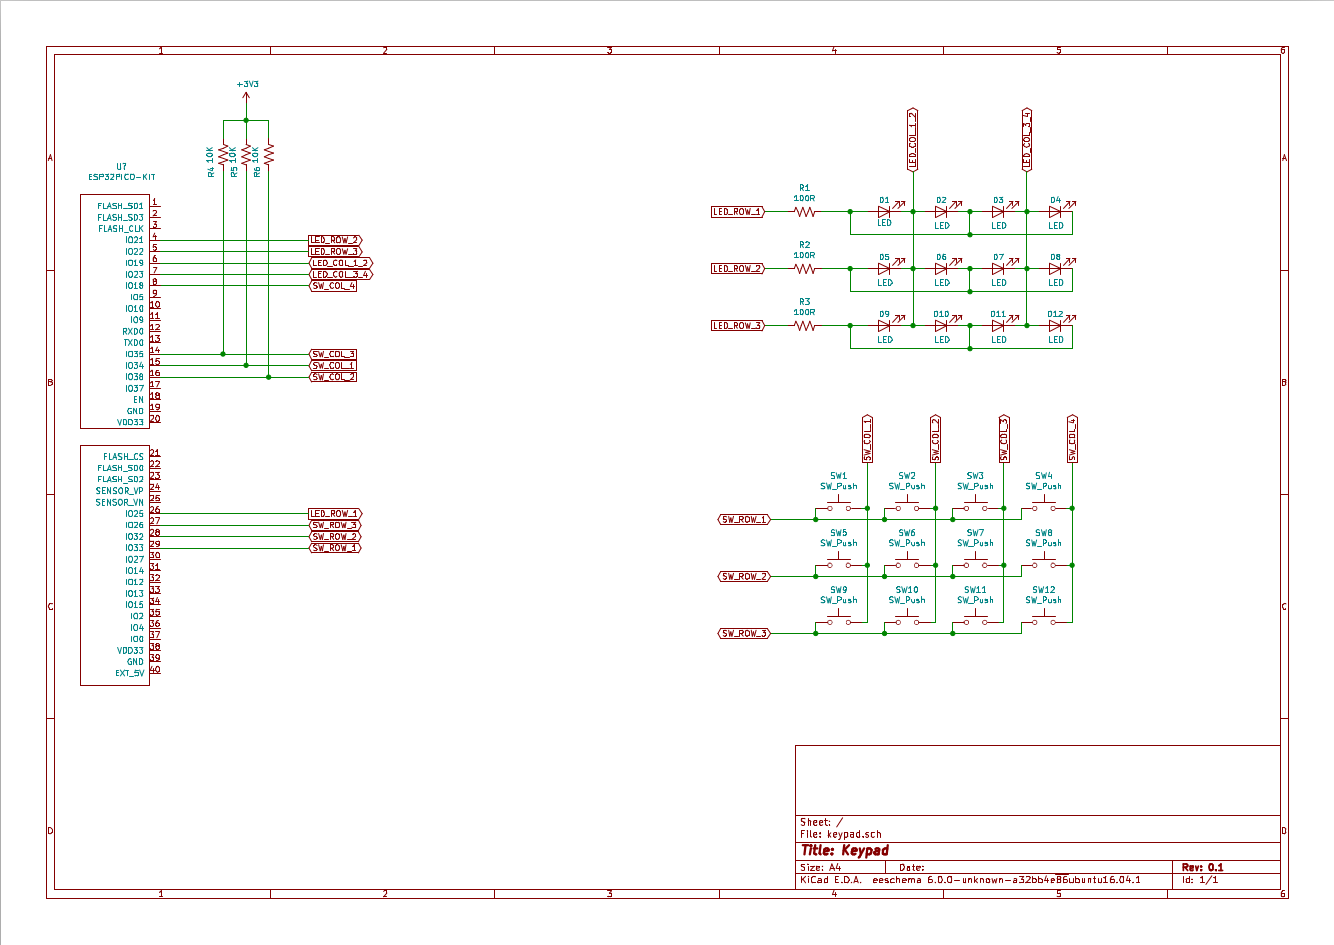 1 2 3 4 5 6
A
B
C
D
+3V3
R4 10K
R5 10K
R6 10K
U?
ESP32PICO-KIT
FLASH_SD1 1
FLASH_SD3 2
FLASH_CLK 3
IO21 4 LED_ROW_2
IO22 5 LED_ROW_3
IO19 6 LED_COL_1_2
IO23 7 LED_COL_3_4
IO18 8 SW_COL_4
IO5 9
IO10 10
IO9 11
RXD0 12
TXD0 13
IO35 14 SW_COL_3
IO34 15 SW_COL_1
IO38 16 SW_COL_2
IO37 17
EN 18
GND 19
VDD33 20
FLASH_CS 21
FLASH_SD0 22
FLASH_SD2 23
SENSOR_VP 24
SENSOR_VN 25
IO25 26 LED_ROW_1
IO26 27 SW_ROW_3
IO32 28 SW_ROW_2
IO33 29 SW_ROW_1
IO27 30
IO14 31
IO12 32
IO13 33
IO15 34
IO2 35
IO4 36
IO0 37
VDD33 38
GND 39
EXT_5V 40
LED_COL_1_2 LED_COL_3_4
R1
100R
LED_ROW_1
D1 D2 D3 D4
LED LED LED LED
R2
100R
LED_ROW_2
D5 D6 D7 D8
LED LED LED LED
R3
100R
LED_ROW_3
D9 D10 D11 D12
LED LED LED LED
SW_COL_1 SW_COL_2 SW_COL_3 SW_COL_4
SW1 SW2 SW3 SW4
SW_Push SW_Push SW_Push SW_Push
SW_ROW_1
SW5 SW6 SW7 SW8
SW_Push SW_Push SW_Push SW_Push
SW_ROW_2
SW9 SW10 SW11 SW12
SW_Push SW_Push SW_Push SW_Push
SW_ROW_3
A
B
C
D
Sheet: /
File: keypad.sch
Title: Keypad
Size: A4 Date: Rev: 0.1
KiCad E.D.A. eeschema 6.0.0-unknown-a32bb4e86ubuntu16.04.1 Id: 1/1
1 2 3 4 5 6